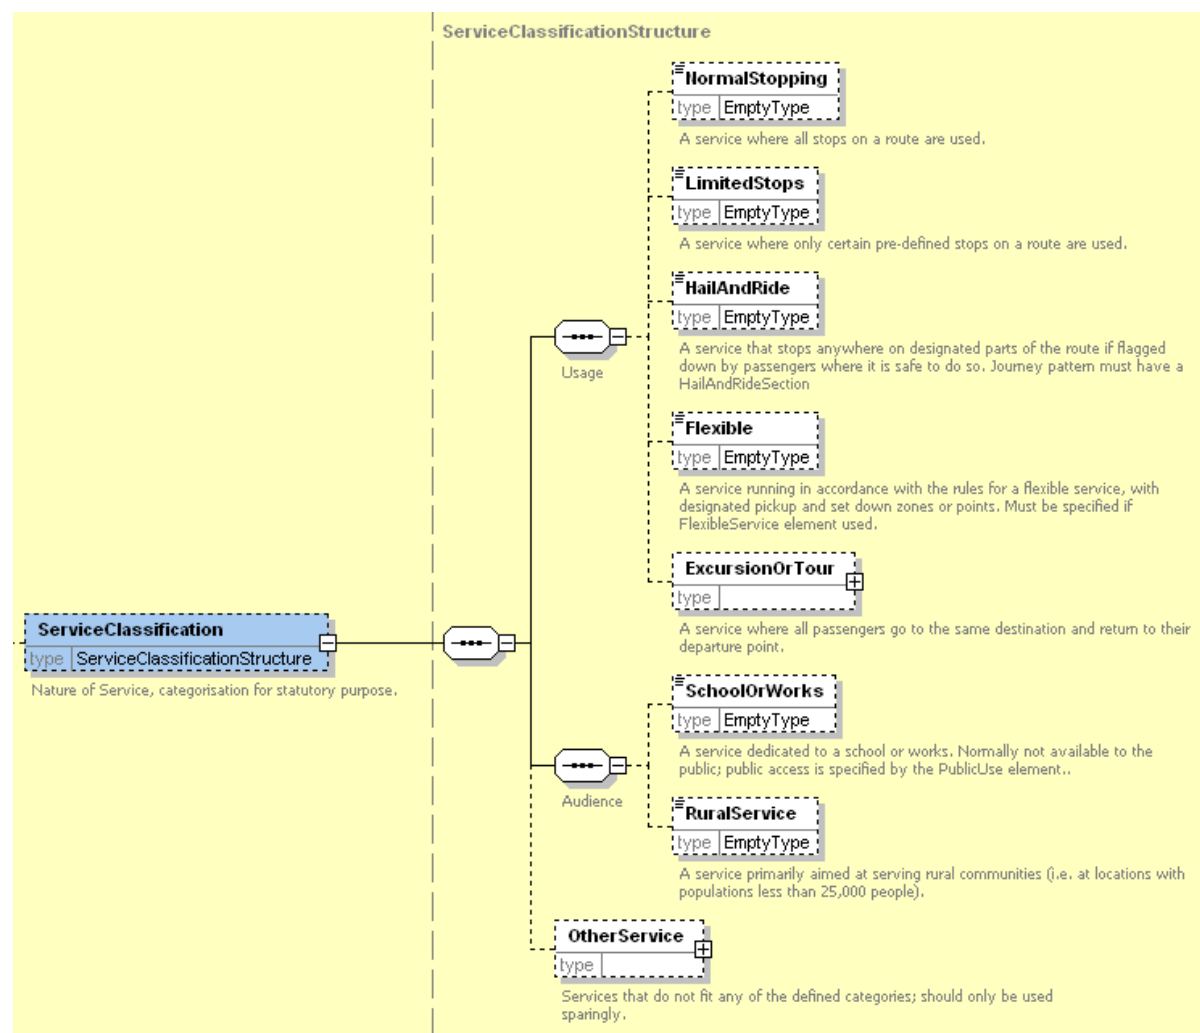 ServiceClassificationStructure
NormalStopping
type EmptyType
A service where all stops on a route are used.
LimitedStops
type EmptyType
A service where only certain pre-defined stops on a route are used.
HailAndRide
type EmptyType
A service that stops anywhere on designated parts of the route if flagged
down by passengers where it is safe to do so. Journey pattern must have a
HailAndRideSection
Usage
Flexible
type EmptyType
A service running in accordance with the rules for a flexible service, with
designated pickup and set down zones or points. Must be specified if
FlexibleService element used.
ExcursionOrTour
type
A service where all passengers go to the same destination and return to their
departure point.
ServiceClassification
type ServiceClassificationStructure
Nature of Service, categorisation for statutory purpose.
SchoolOrWorks
type EmptyType
A service dedicated to a school or works. Normally not available to the
public; public access is specified by the PublicUse element..
Audience
RuralService
type EmptyType
A service primarily aimed at serving rural communities (i.e. at locations with
populations less than 25,000 people).
OtherService
type
Services that do not fit any of the defined categories; should only be used
sparingly.